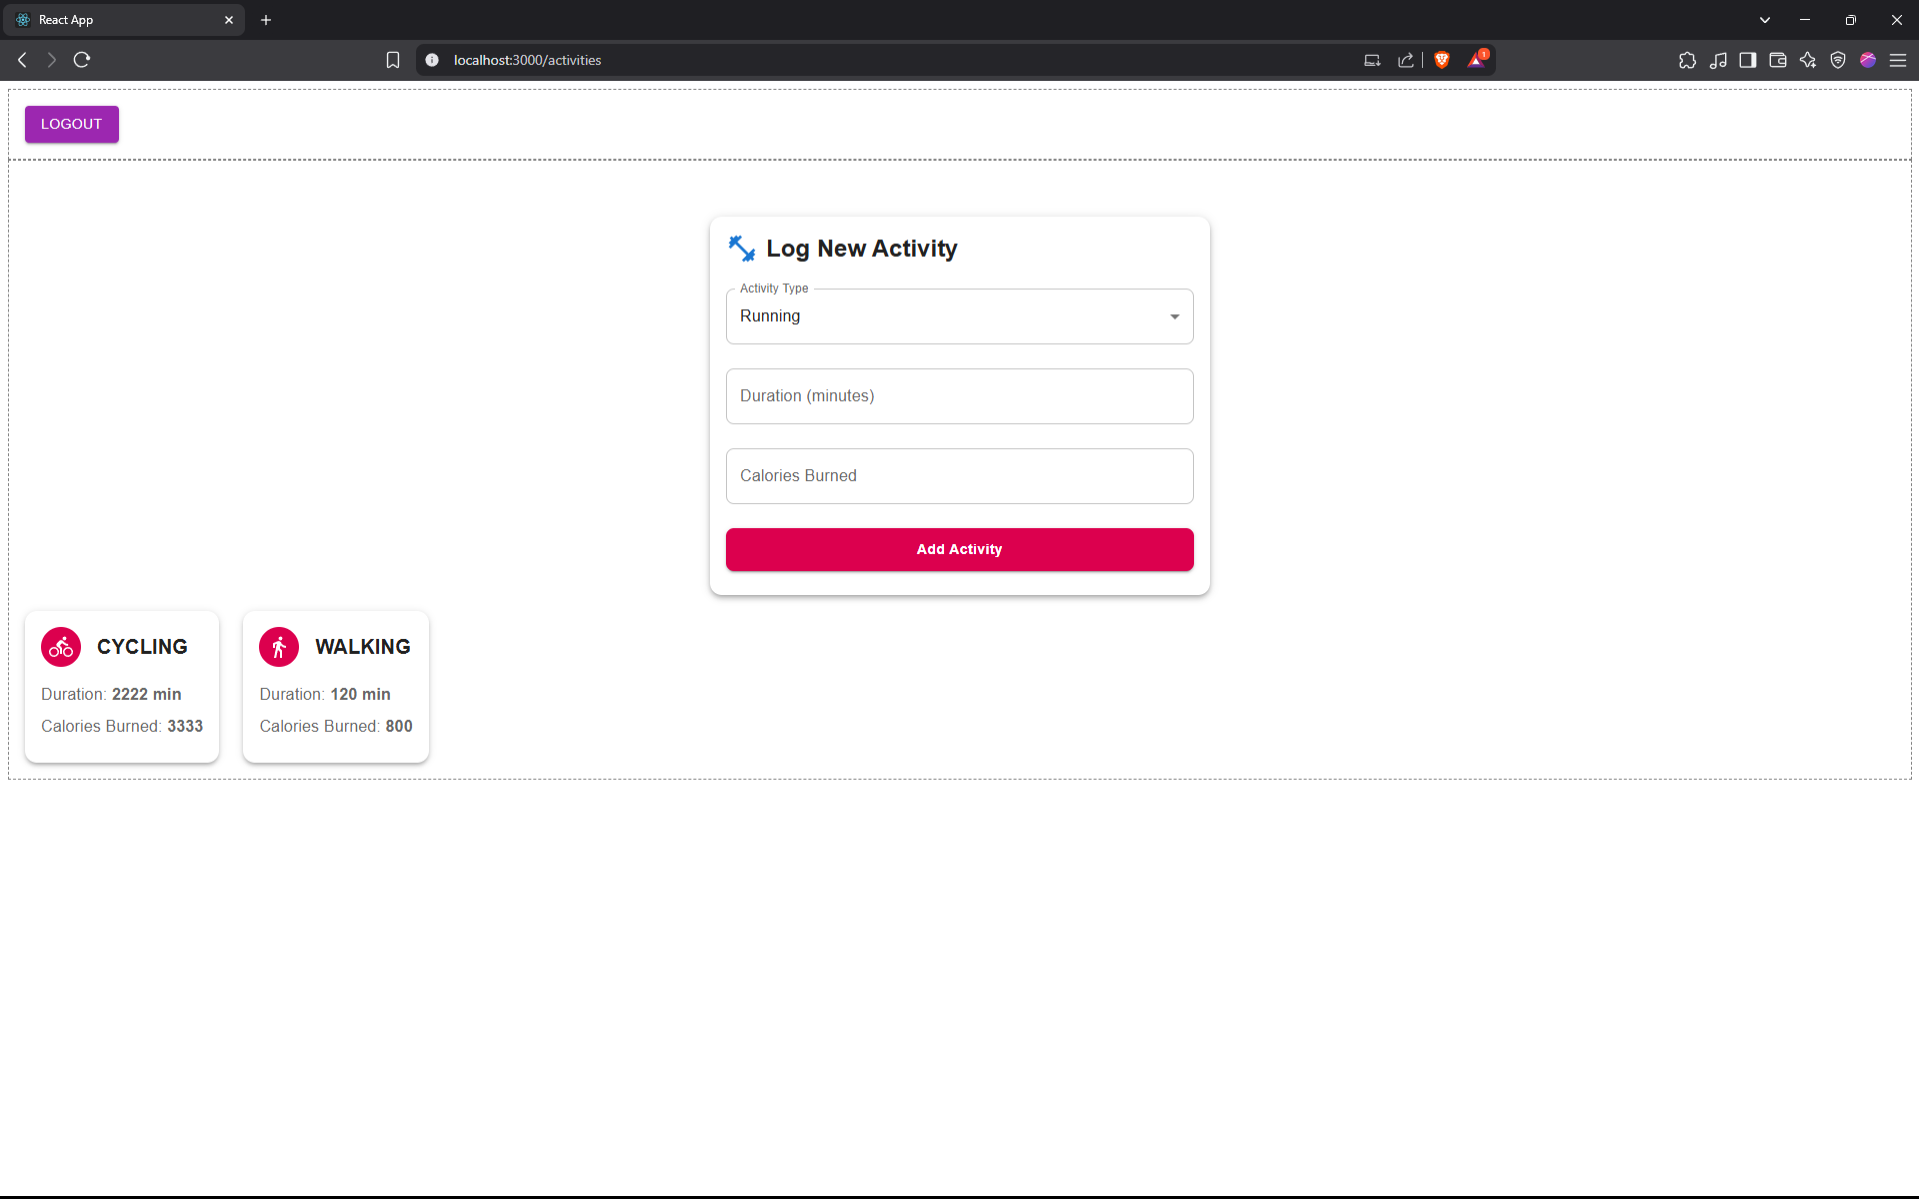 React App
localhost:3000/activities
1
LOGOUT
Log New Activity
Activity Type
Running
Duration (minutes)
Calories Burned
Add Activity
CYCLING
Duration: 2222 min
Calories Burned: 3333
WALKING
Duration: 120 min
Calories Burned: 800